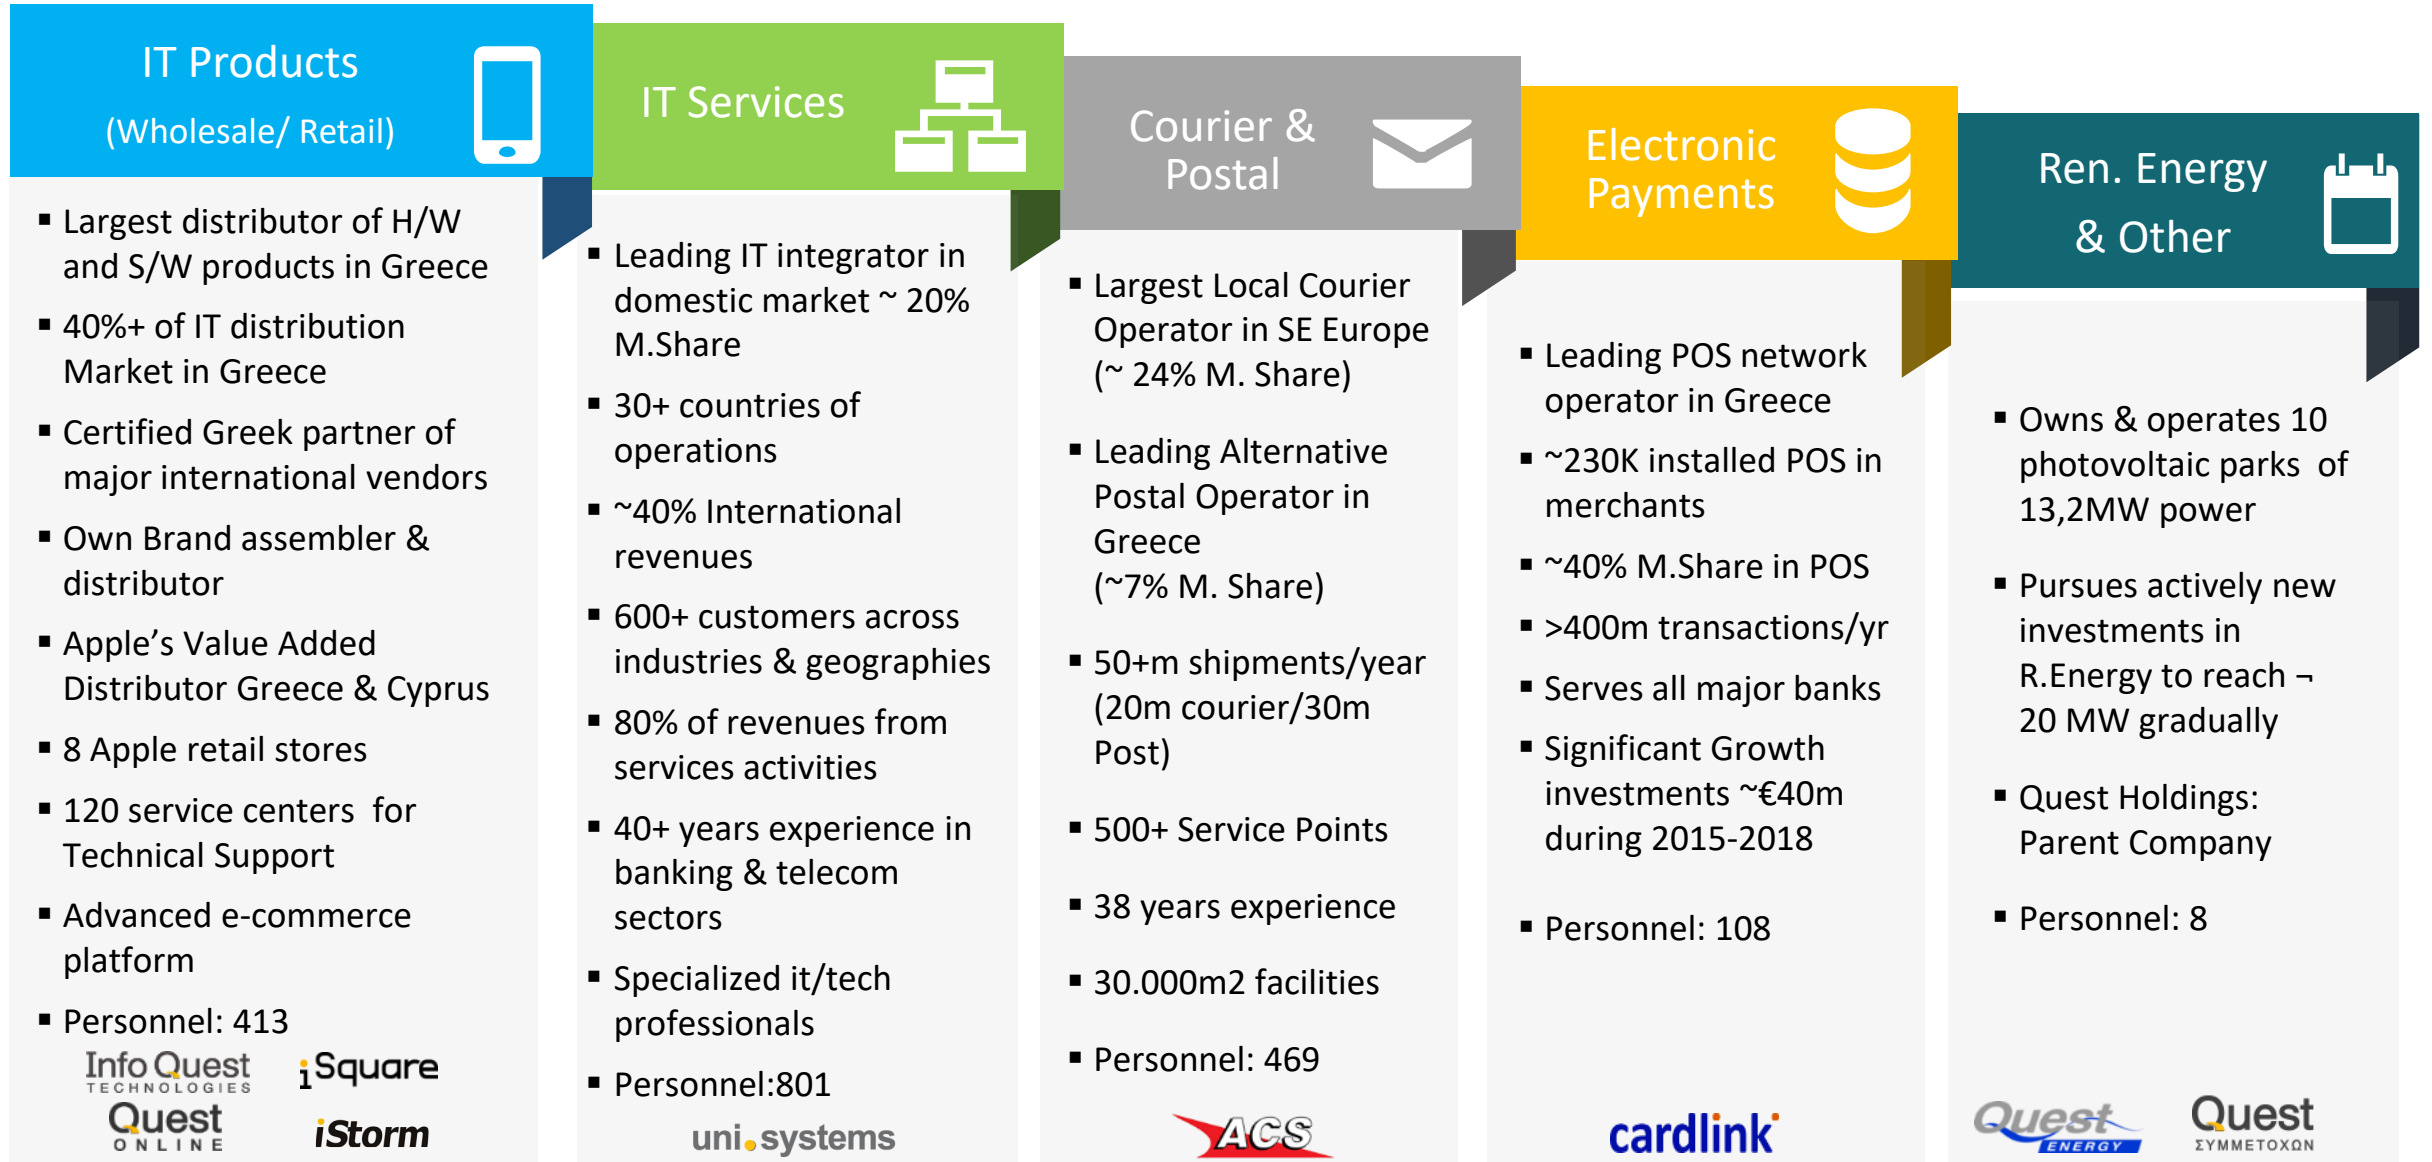 IT Products
(Wholesale/ Retail)
▪ Largest distributor of H/W
and S/W products in Greece
▪ 40%+ of IT distribution
Market in Greece
▪ Certified Greek partner of
major international vendors
▪ Own Brand assembler &
distributor
▪ Apple’s Value Added
Distributor Greece & Cyprus
▪ 8 Apple retail stores
▪ 120 service centers for
Technical Support
▪ Advanced e-commerce
platform
▪ Personnel: 413
Info Quest
TECHNOLOGIES
iSquare
Quest
ONLINE
iStorm
IT Services
▪ Leading IT integrator in
domestic market ~ 20%
M.Share
▪ 30+ countries of
operations
▪ ~40% International
revenues
▪ 600+ customers across
industries & geographies
▪ 80% of revenues from
services activities
▪ 40+ years experience in
banking & telecom
sectors
▪ Specialized it/tech
professionals
▪ Personnel:801
uni.systems
Courier &
Postal
▪ Largest Local Courier
Operator in SE Europe
(~ 24% M. Share)
▪ Leading Alternative
Postal Operator in
Greece
(~7% M. Share)
▪ 50+m shipments/year
(20m courier/30m
Post)
▪ 500+ Service Points
▪ 38 years experience
▪ 30.000m2 facilities
▪ Personnel: 469
ACS
Electronic
Payments
▪ Leading POS network
operator in Greece
▪ ~230K installed POS in
merchants
▪ ~40% M.Share in POS
▪ >400m transactions/yr
▪ Serves all major banks
▪ Significant Growth
investments ~€40m
during 2015-2018
▪ Personnel: 108
cardlink
Ren. Energy
& Other
▪ Owns & operates 10
photovoltaic parks of
13,2MW power
▪ Pursues actively new
investments in
R.Energy to reach ¬
20 MW gradually
▪ Quest Holdings:
Parent Company
▪ Personnel: 8
Quest
ENERGY
Quest
ΣΥΜΜΕΤΟΧΩΝ